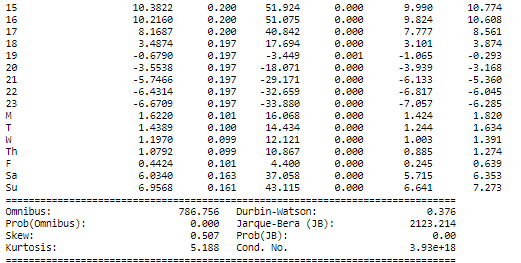 15 10.3822 0.200 51.924 0.000 9.990 10.774
16 10.2160 0.200 51.075 0.000 9.824 10.608
17 8.1687 0.200 40.842 0.000 7.777 8.561
18 3.4874 0.197 17.694 0.000 3.101 3.874
19 -0.6790 0.197 -3.449 0.001 -1.065 -0.293
20 -3.5538 0.197 -18.071 0.000 -3.939 -3.168
21 -5.7466 0.197 -29.171 0.000 -6.133 -5.360
22 -6.4314 0.197 -32.659 0.000 -6.817 -6.045
23 -6.6709 0.197 -33.880 0.000 -7.057 -6.285
M 1.6220 0.101 16.068 0.000 1.424 1.820
T 1.4389 0.100 14.434 0.000 1.244 1.634
W 1.1970 0.099 12.121 0.000 1.003 1.391
Th 1.0792 0.099 10.867 0.000 0.885 1.274
F 0.4424 0.101 4.400 0.000 0.245 0.639
Sa 6.0340 0.163 37.058 0.000 5.715 6.353
Su 6.9568 0.161 43.115 0.000 6.641 7.273
==============================================================================
Omnibus: 786.756 Durbin-Watson: 0.376
Prob(Omnibus): 0.000 Jarque-Bera (JB): 2123.214
Skew: 0.507 Prob(JB): 0.00
Kurtosis: 5.188 Cond. No. 3.93e+18
==============================================================================